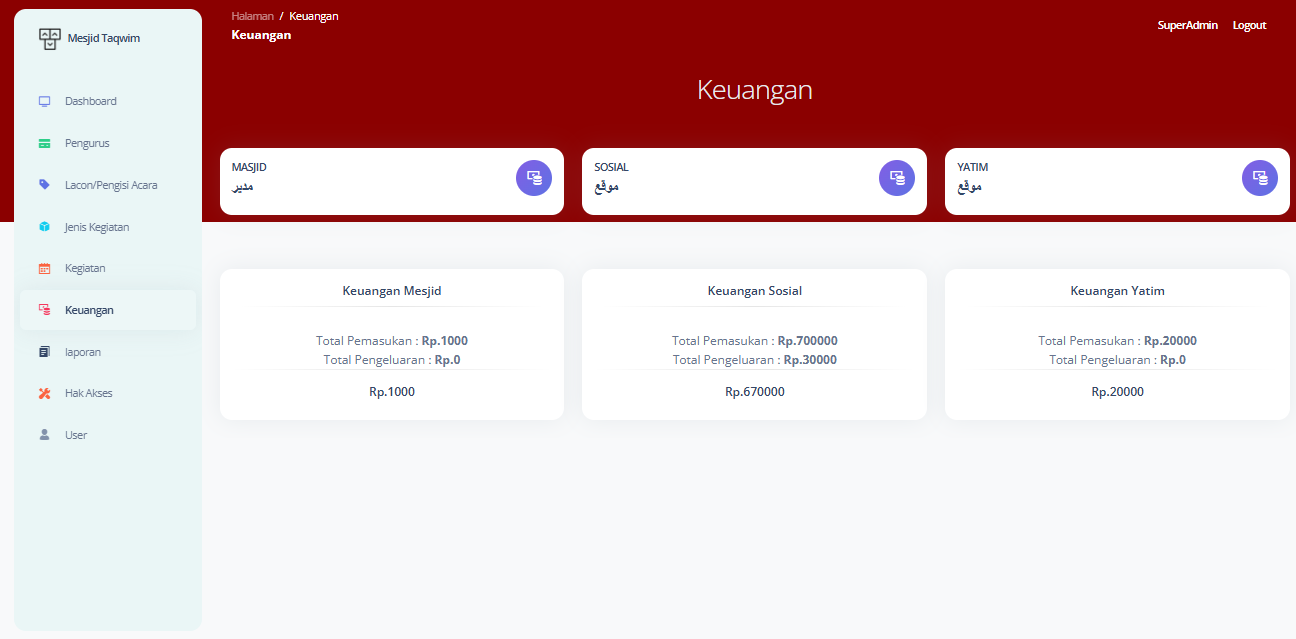 Mesjid Taqwim
Dashboard
Pengurus
Lacon/Pengisi Acara
Jenis Kegiatan
Kegiatan
Keuangan
laporan
Hak Akses
User
Halaman / Keuangan
Keuangan
SuperAdmin Logout
Keuangan
MASJID
مدير
SOSIAL
موقع
YATIM
موقع
Keuangan Mesjid
Total Pemasukan : Rp.1000
Total Pengeluaran : Rp.0
Rp.1000
Keuangan Sosial
Total Pemasukan : Rp.700000
Total Pengeluaran : Rp.30000
Rp.670000
Keuangan Yatim
Total Pemasukan : Rp.20000
Total Pengeluaran : Rp.0
Rp.20000